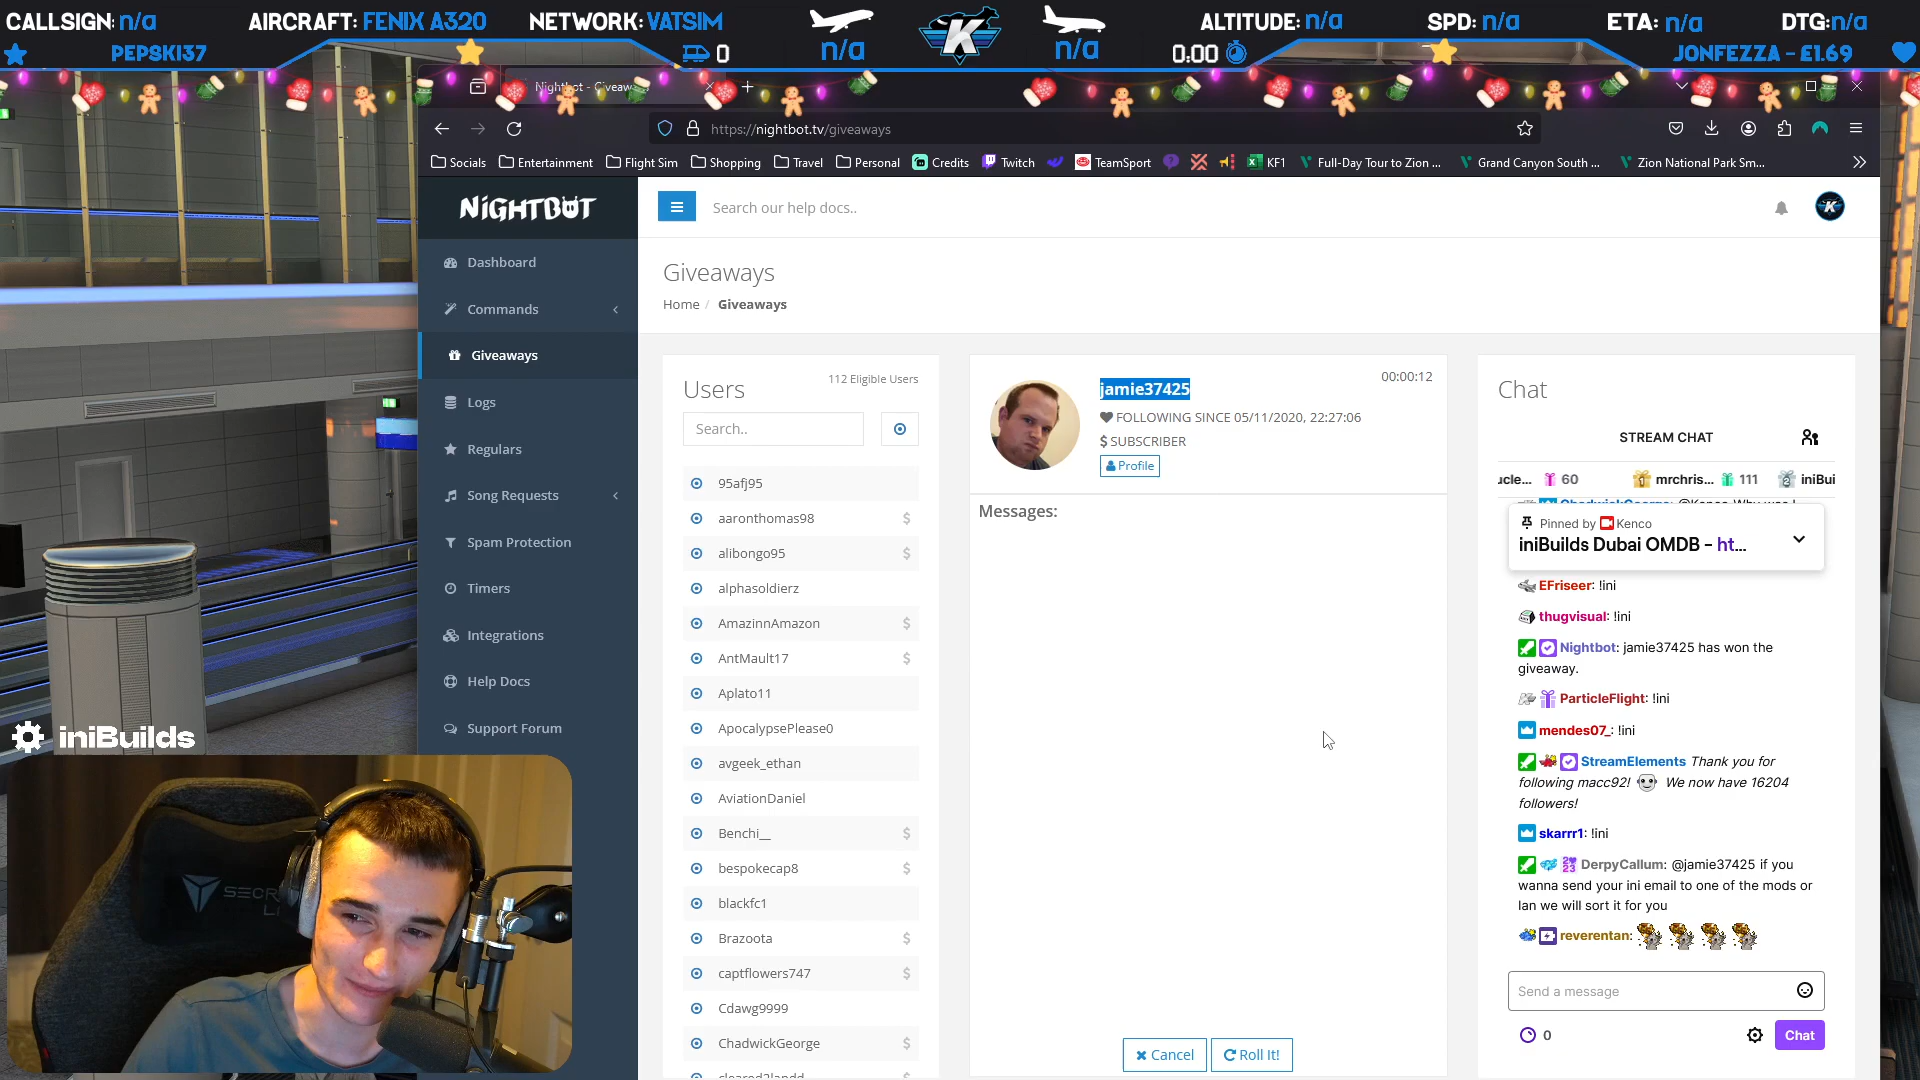 CALLSIGN: n/a
AIRCRAFT: FENIX A320
NETWORK: VATSIM
ALTITUDE: n/a
SPD: n/a
ETA: n/a
DTG: n/a
PEPSKI37
0
n/a
K
n/a
0.00
JONFEZZA - £1.69
Nightbot - Giveaw
https://nightbot.tv/giveaways
Socials
Entertainment
Flight Sim
Shopping
Travel
Personal
Credits
Twitch
TeamSport
KF1
Full-Day Tour to Zion ...
Grand Canyon South ...
Zion National Park Sm...
NIGHTBOT
Search our help docs..
K
Dashboard
Commands
Giveaways
Logs
Regulars
Song Requests
Spam Protection
Timers
Integrations
Help Docs
Support Forum
Giveaways
Home / Giveaways
Users
112 Eligible Users
Search..
95afj95
aaronthomas98 $
alibongo95 $
alphasoldierz
AmazinnAmazon $
AntMault17 $
Aplato11
ApocalypsePlease0
avgeek_ethan
AviationDaniel
Benchi__ $
bespokecap8 $
blackfc1
Brazoota $
captflowers747 $
Cdawg9999
ChadwickGeorge $
jamie37425
00:00:12
FOLLOWING SINCE 05/11/2020, 22:27:06
$ SUBSCRIBER
Profile
Messages:
Cancel
Roll It!
Chat
STREAM CHAT
ucle... 60
1 mrchris... 111
2 iniBui
Pinned by Kenco
iniBuilds Dubai OMDB - ht...
EFriseer: !ini
thugvisual: !ini
Nightbot: jamie37425 has won the
giveaway.
ParticleFlight: !ini
mendes07_: !ini
StreamElements Thank you for
following macc92! We now have 16204
followers!
skarrr1: !ini
DerpyCallum: @jamie37425 if you
wanna send your ini email to one of the mods or
Ian we will sort it for you
reverentan:
Send a message
0
Chat
iniBuilds